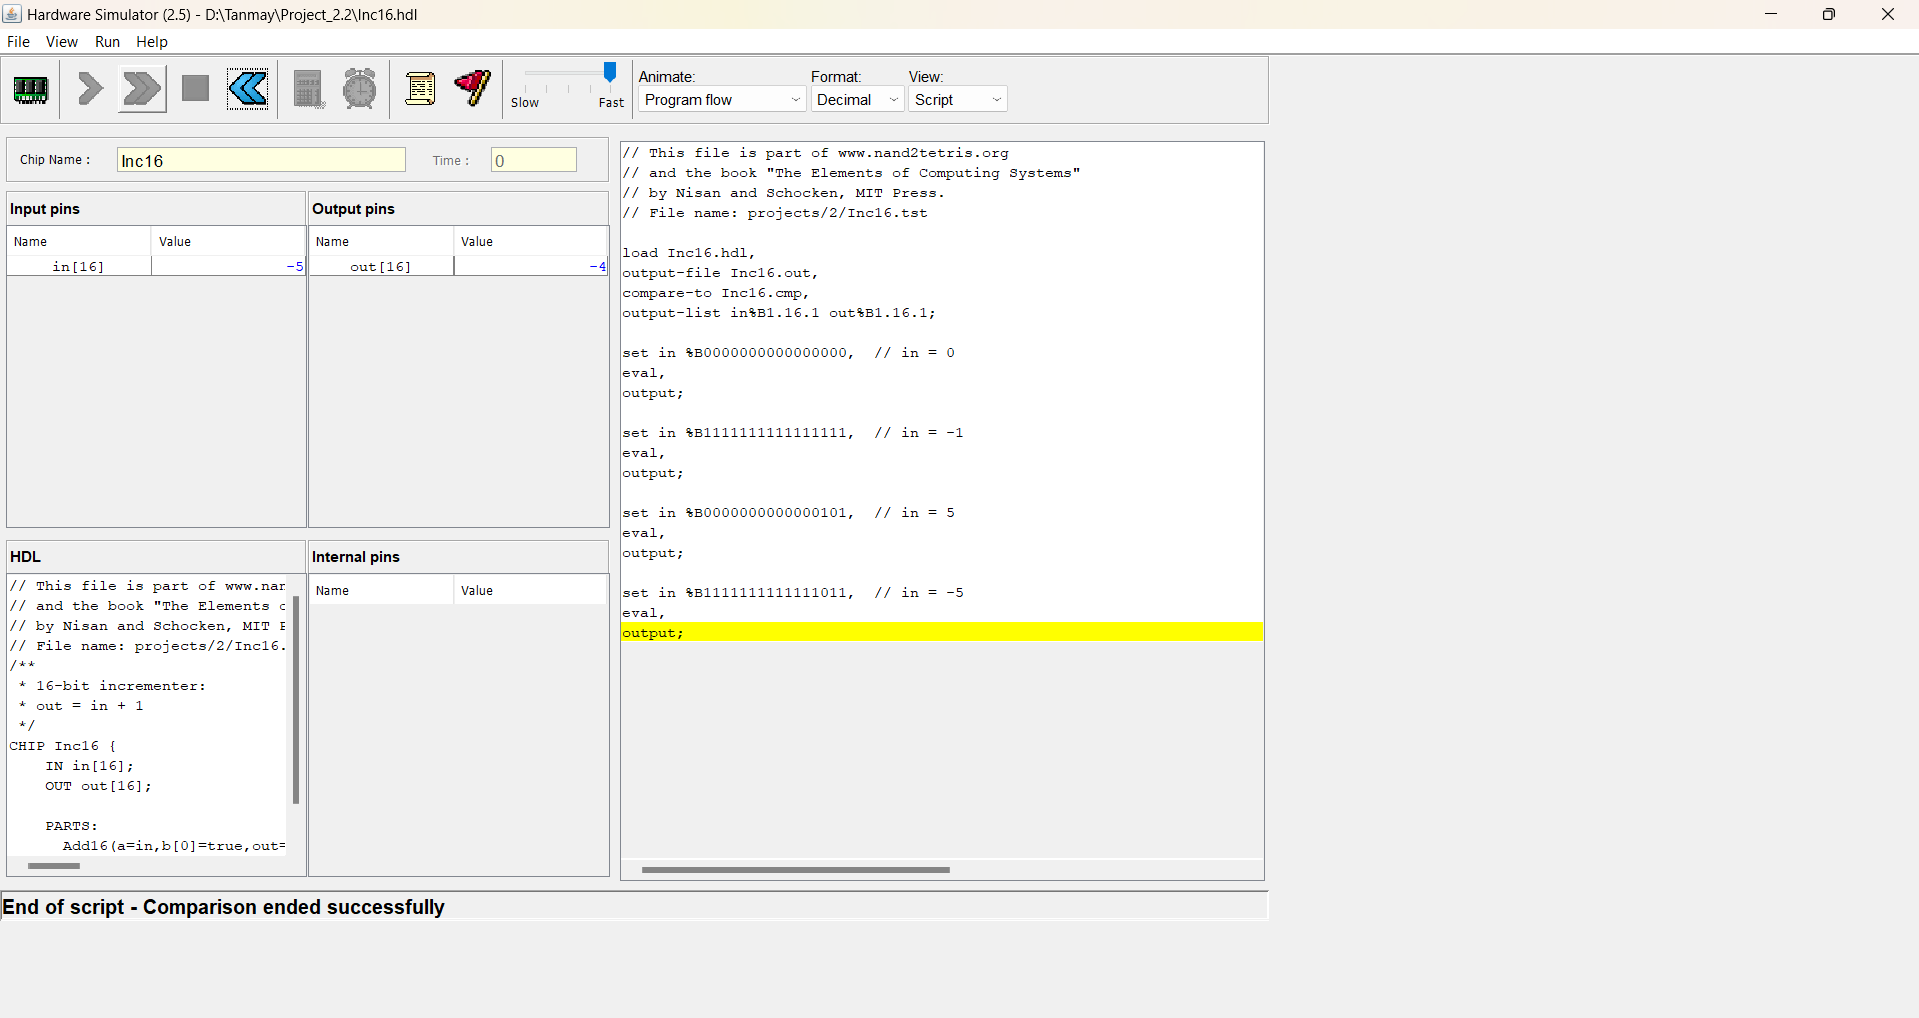 Hardware Simulator (2.5) - D:\Tanmay\Project_2.2\Inc16.hdl
File View Run Help
Animate: Format: View:
Slow Fast Program flow Decimal Script
Chip Name : Inc16 Time : 0
Input pins Output pins
Name Value Name Value
in[16] -5 out[16] -4
HDL Internal pins
Name Value
// This file is part of www.nan
// and the book "The Elements o
// by Nisan and Schocken, MIT P
// File name: projects/2/Inc16.
/**
* 16-bit incrementer:
* out = in + 1
*/
CHIP Inc16 {
IN in[16];
OUT out[16];
PARTS:
Add16(a=in,b[0]=true,out=
// This file is part of www.nand2tetris.org
// and the book "The Elements of Computing Systems"
// by Nisan and Schocken, MIT Press.
// File name: projects/2/Inc16.tst
load Inc16.hdl,
output-file Inc16.out,
compare-to Inc16.cmp,
output-list in%B1.16.1 out%B1.16.1;
set in %B0000000000000000, // in = 0
eval,
output;
set in %B1111111111111111, // in = -1
eval,
output;
set in %B0000000000000101, // in = 5
eval,
output;
set in %B1111111111111011, // in = -5
eval,
output;
End of script - Comparison ended successfully